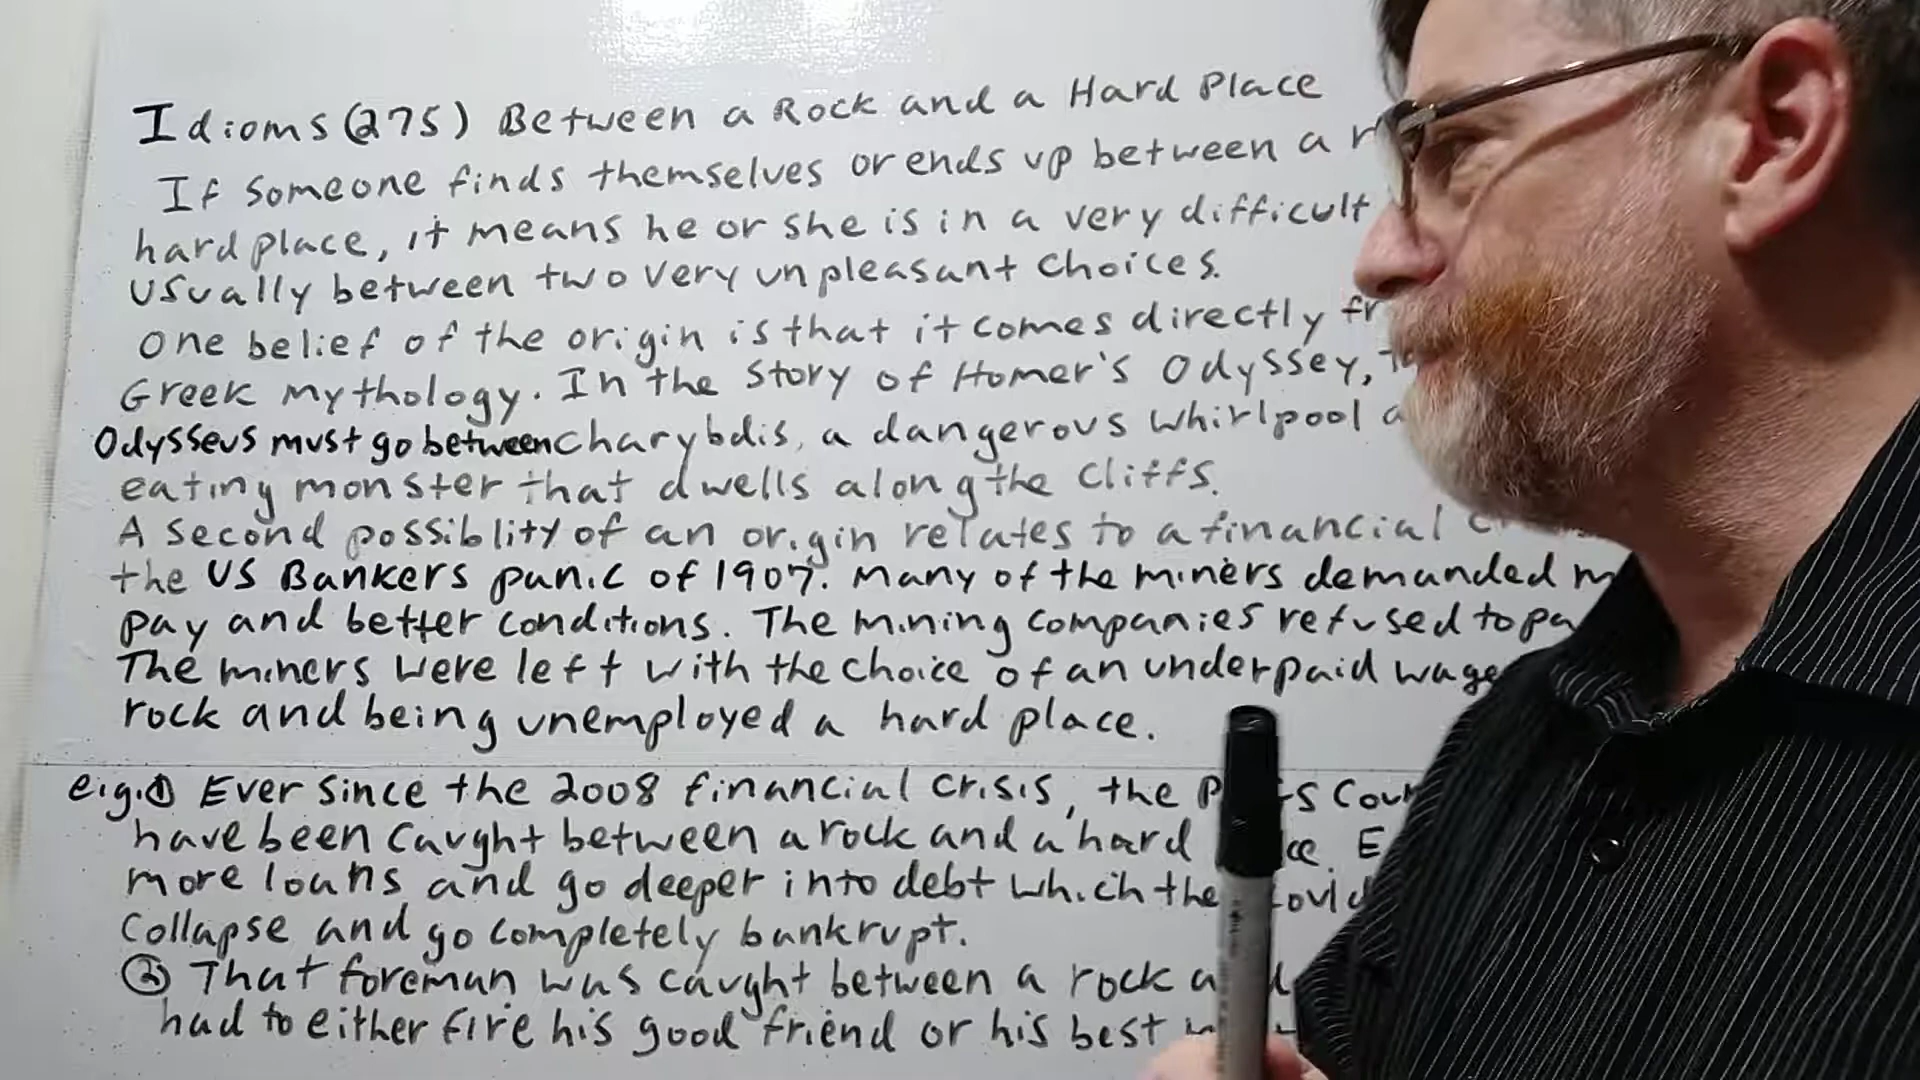 Idioms (275) Between a Rock and a Hard Place
If someone finds themselves or ends up between a
hard place, it means he or she is in a very difficult
usually between two very unpleasant choices.
One belief of the origin is that it comes directly
Greek mythology. In the story of Homer's Odyssey,
Odysseus must go between Charybdis, a dangerous whirlpool
eating monster that dwells along the cliffs.
A second possiblity of an origin relates to a financial
the US Bankers panic of 1907. Many of the miners demanded
pay and better conditions. The mining companies refused to
The miners were left with the choice of an underpaid wage
rock and being unemployed a hard place.
e.g. ① Ever since the 2008 financial crisis, the
have been caught between a rock and a hard
more loans and go deeper into debt which
collapse and go completely bankrupt.
② That foreman was caught between a rock
had to either fire his good friend or his best